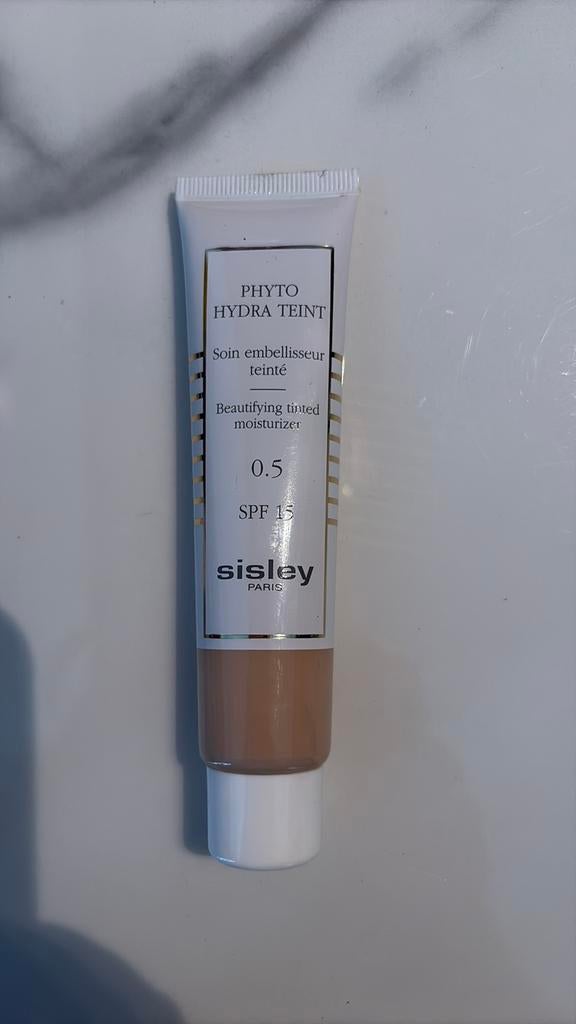 PHYTO
HYDRA TEINT
Soin embellisseur
teinté
Beautifying tinted
moisturizer
0.5
SPF 15
sisley
PARIS